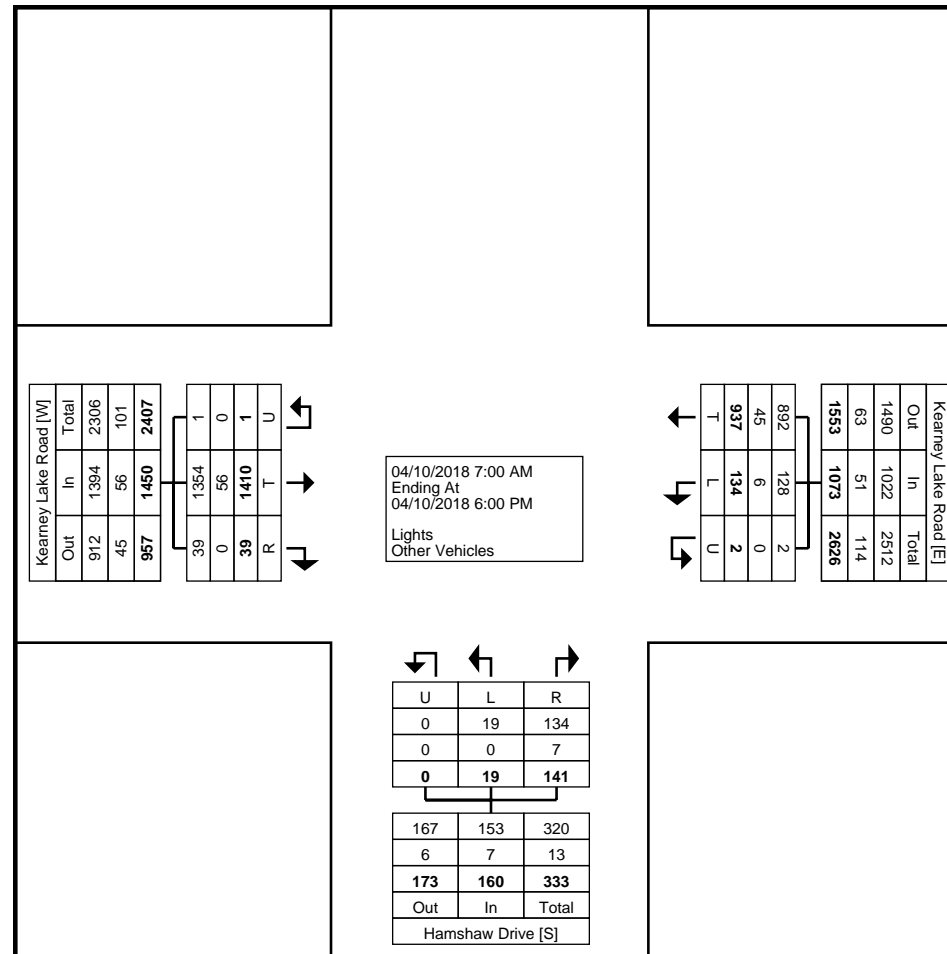 Kearney Lake Road [W]
Total In Out
2306 1394 912
101 56 45
2407 1450 957
1 1354 39
0 56 0
1 1410 39
U T R
04/10/2018 7:00 AM
Ending At
04/10/2018 6:00 PM
Lights
Other Vehicles
Kearney Lake Road [E]
Out In Total
1490 1022 2512
63 51 114
1553 1073 2626
892 128 2
45 6 0
937 134 2
T L U
U L R
0 19 134
0 0 7
0 19 141
167 153 320
6 7 13
173 160 333
Out In Total
Hamshaw Drive [S]